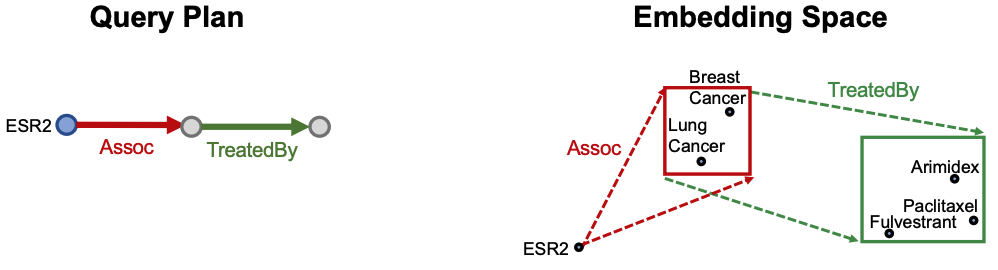 Query Plan
ESR2
Assoc
TreatedBy
Embedding Space
Breast
Cancer
Lung
Cancer
Assoc
ESR2
TreatedBy
Arimidex
Paclitaxel
Fulvestrant